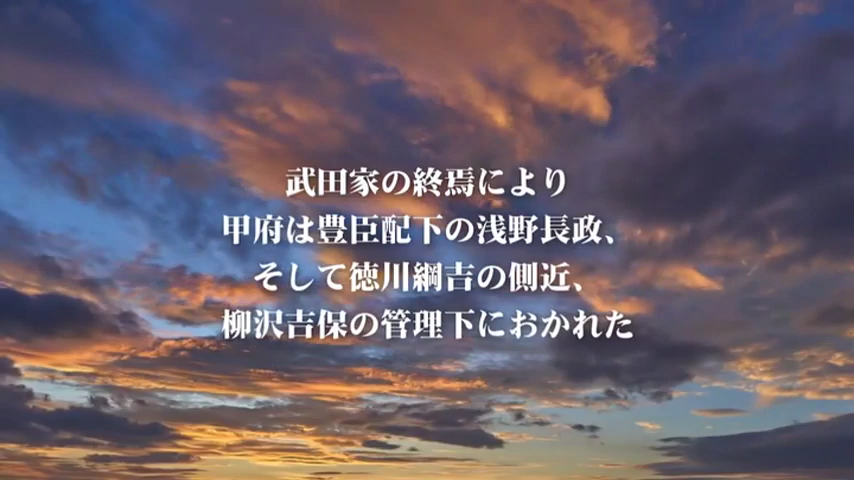 武田家の終焉により
甲府は豊臣配下の浅野長政、
そして徳川綱吉の側近、
柳沢吉保の管理下におかれた